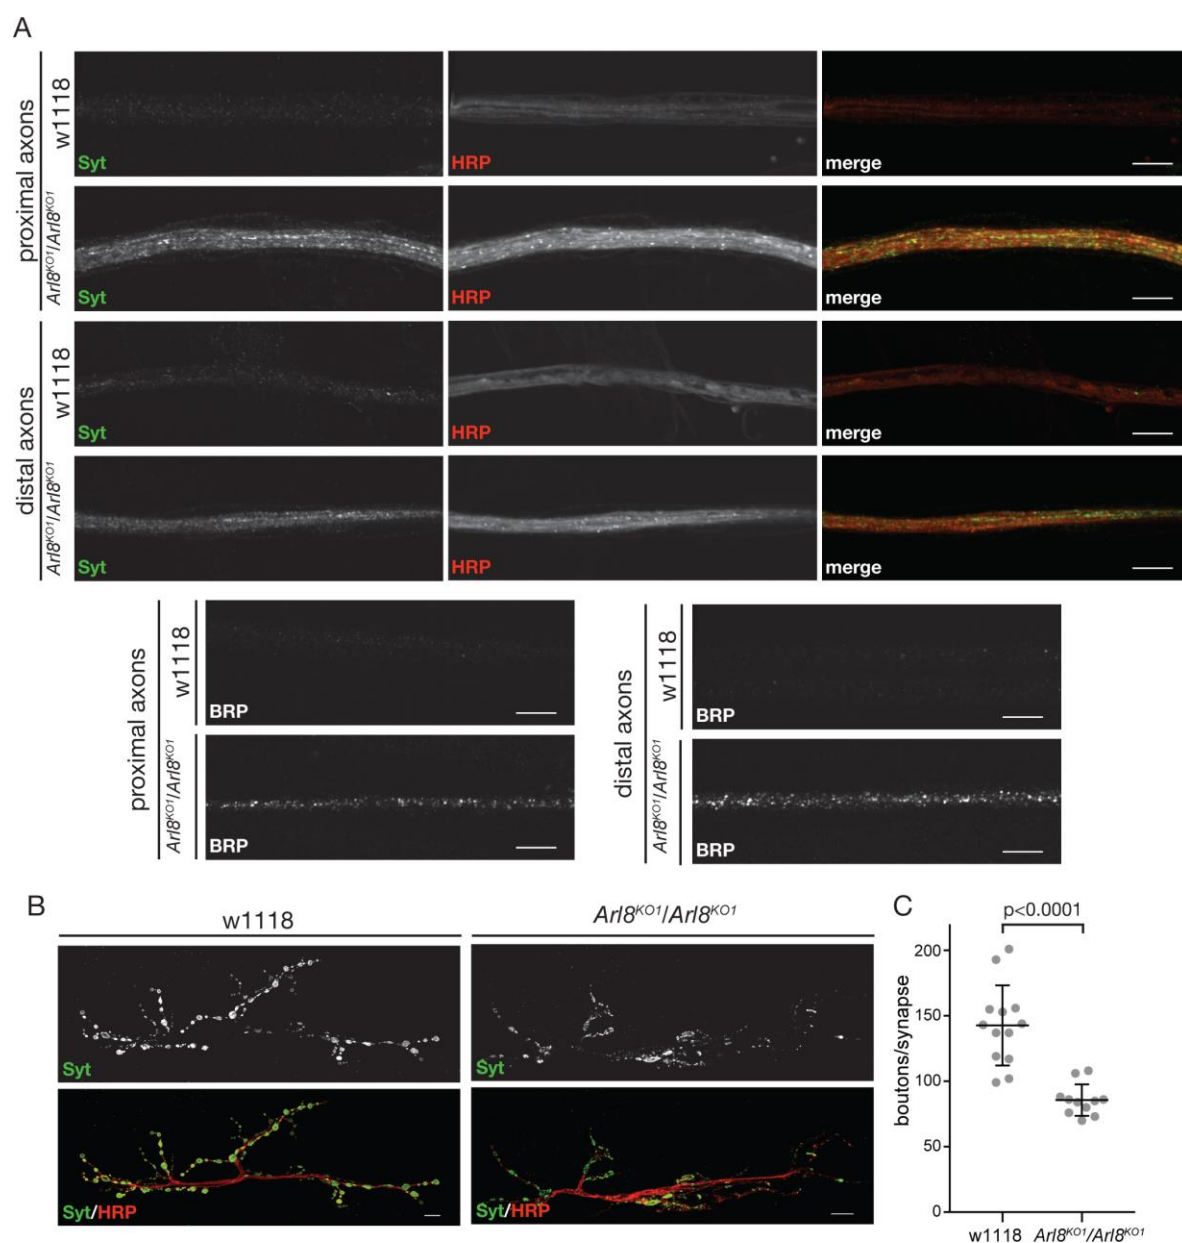 A
proximal axons
w1118
Syt
HRP
merge
Arl8KO1/Arl8KO1
Syt
HRP
merge
distal axons
w1118
Syt
HRP
merge
Arl8KO1/Arl8KO1
Syt
HRP
merge
proximal axons
w1118
BRP
Arl8KO1/Arl8KO1
BRP
distal axons
w1118
BRP
Arl8KO1/Arl8KO1
BRP
B
w1118
Arl8KO1/Arl8KO1
Syt
Syt
Syt/HRP
Syt/HRP
C
p<0.0001
boutons/synapse
200
150
100
50
0
w1118
Arl8KO1/Arl8KO1